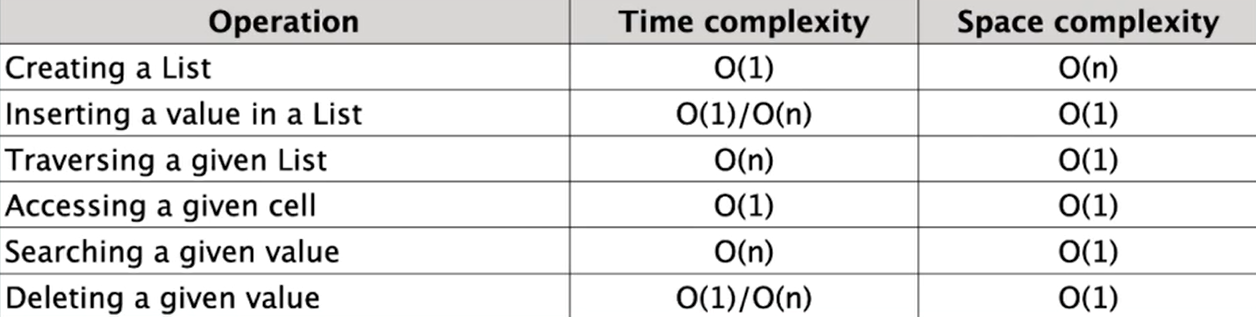 Operation Time complexity Space complexity
Creating a List O(1) O(n)
Inserting a value in a List O(1)/O(n) O(1)
Traversing a given List O(n) O(1)
Accessing a given cell O(1) O(1)
Searching a given value O(n) O(1)
Deleting a given value O(1)/O(n) O(1)